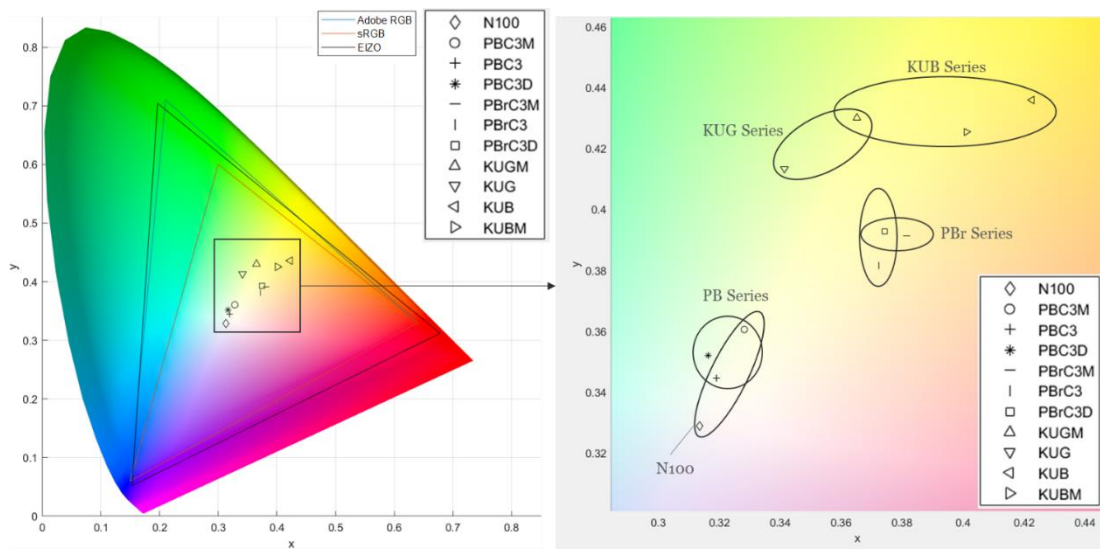 Adobe RGB
sRGB
EIZO
N100
PBC3M
PBC3
PBC3D
PBrC3M
PBrC3
PBrC3D
KUGM
KUG
KUB
KUBM
y
0.8
0.7
0.6
0.5
0.4
0.3
0.2
0.1
0
0 0.1 0.2 0.3 0.4 0.5 0.6 0.7 0.8
x
0.46
0.44
0.42
0.4
0.38
0.36
0.34
0.32
y
KUB Series
KUG Series
PBr Series
PB Series
N100
N100
PBC3M
PBC3
PBC3D
PBrC3M
PBrC3
PBrC3D
KUGM
KUG
KUB
KUBM
0.3 0.32 0.34 0.36 0.38 0.4 0.42 0.44
x